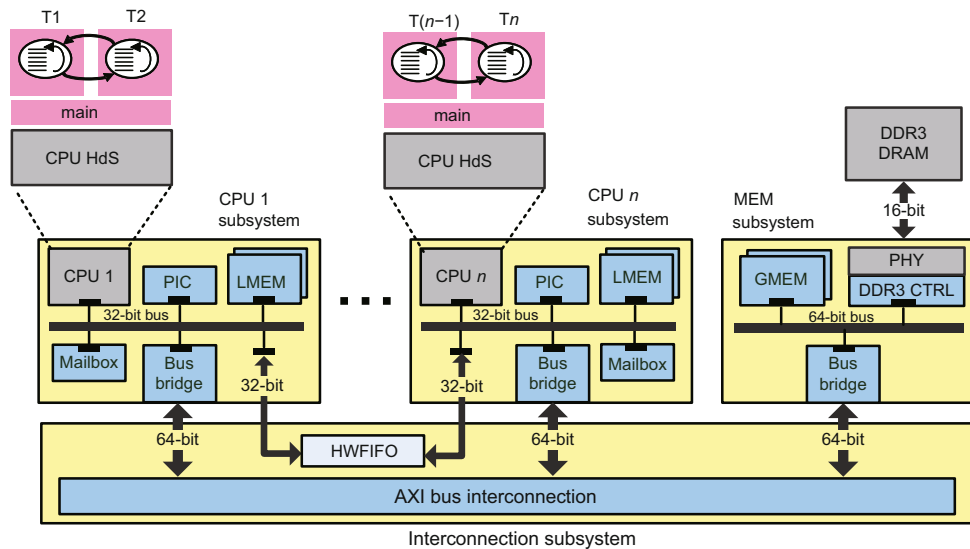 T1 T2
T(n−1) Tn
main
main
CPU HdS
CPU HdS
DDR3
DRAM
16-bit
CPU 1
subsystem
CPU n
subsystem
MEM
subsystem
CPU 1
PIC
LMEM
32-bit bus
Mailbox
Bus
bridge
32-bit
64-bit
CPU n
PIC
LMEM
32-bit bus
32-bit
Bus
bridge
Mailbox
64-bit
GMEM
PHY
DDR3 CTRL
64-bit bus
Bus
bridge
64-bit
HWFIFO
AXI bus interconnection
Interconnection subsystem